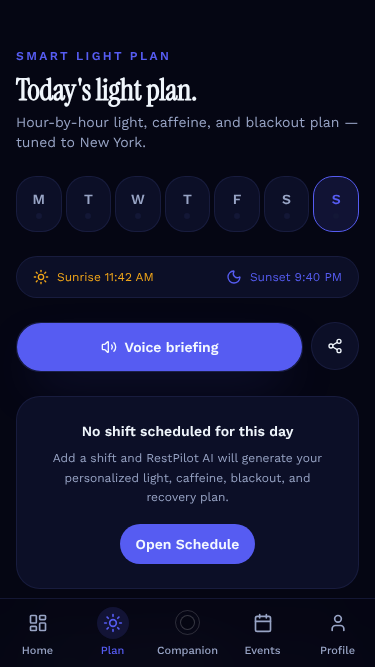 SMART LIGHT PLAN
Today's light plan.
Hour-by-hour light, caffeine, and blackout plan —
tuned to New York.
M T W T F S S
Sunrise 11:42 AM Sunset 9:40 PM
Voice briefing
No shift scheduled for this day
Add a shift and RestPilot AI will generate your
personalized light, caffeine, blackout, and
recovery plan.
Open Schedule
Home Plan Companion Events Profile